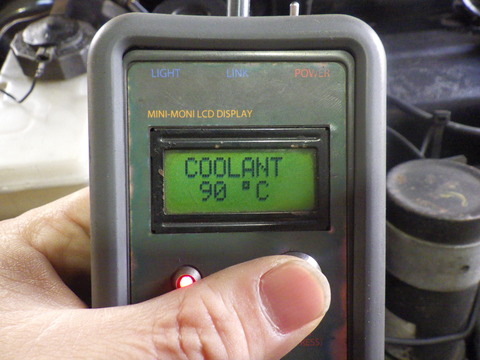 LIGHT LINK POWER
MINI-MONI LCD DISPLAY
COOLANT
90 °C